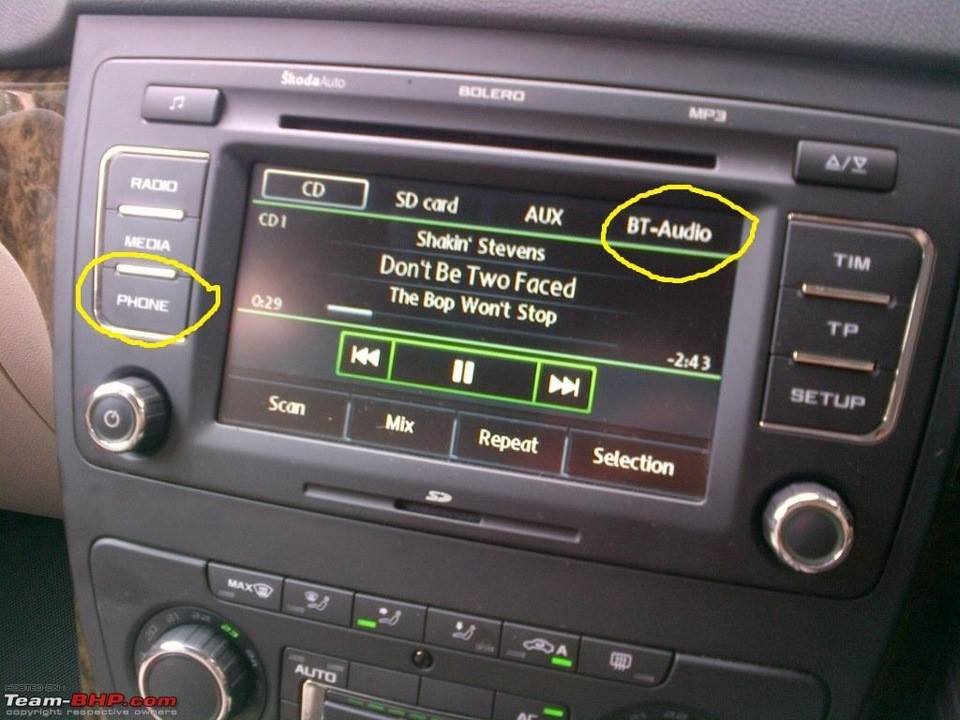 ŠkodaAuto
BOLERO
MP3
RADIO
MEDIA
PHONE
CD
SD card
AUX
BT-Audio
CD1
Shakin' Stevens
Don't Be Two Faced
The Bop Won't Stop
0:29
-2:43
Scan
Mix
Repeat
Selection
TIM
TP
SETUP
SD
MAX
A
AUTO
HOSTED ON
Team-BHP.com
copyright respective owners